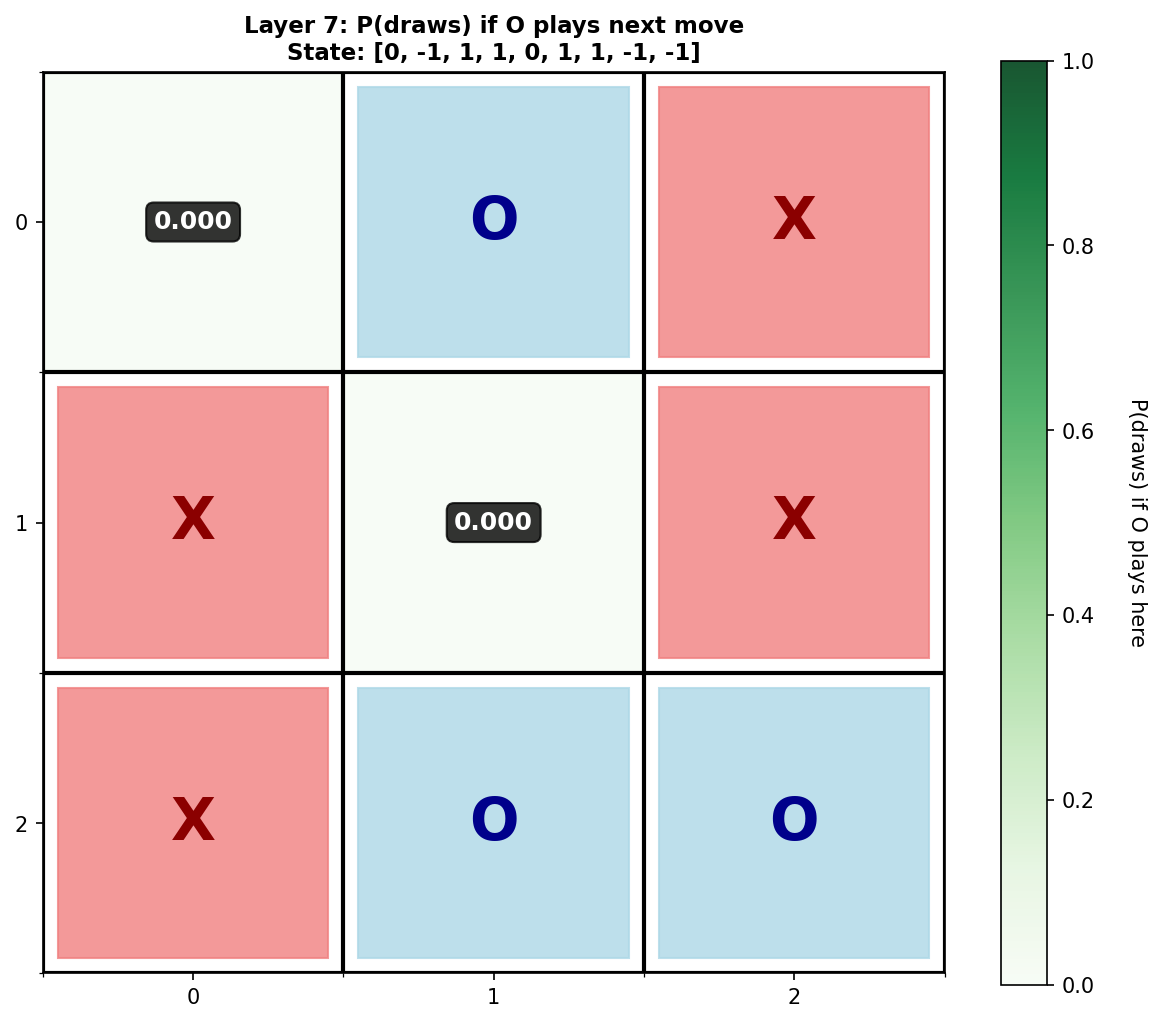 Layer 7: P(draws) if O plays next move
State: [0, -1, 1, 1, 0, 1, 1, -1, -1]
0
0.000
O
X
1
X
0.000
X
2
X
O
O
0
1
2
1.0
0.8
0.6
0.4
0.2
0.0
P(draws) if O plays here